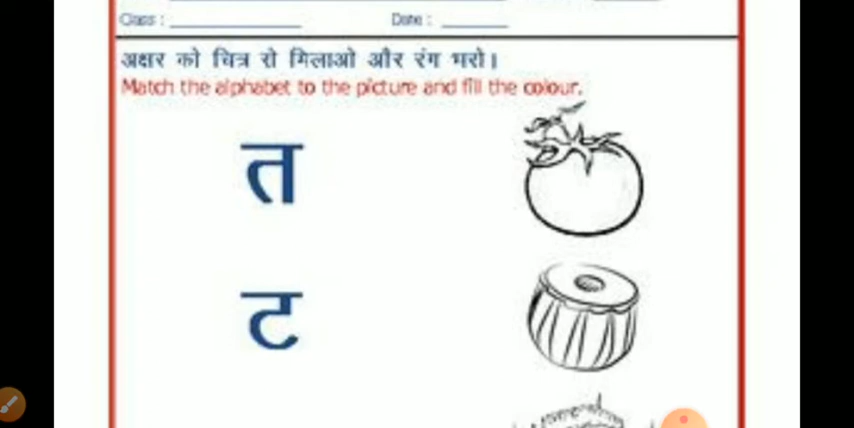 Class : Date :
अक्षर को चित्र से मिलाओ और रंग भरो।
Match the alphabet to the picture and fill the colour.
त
ट